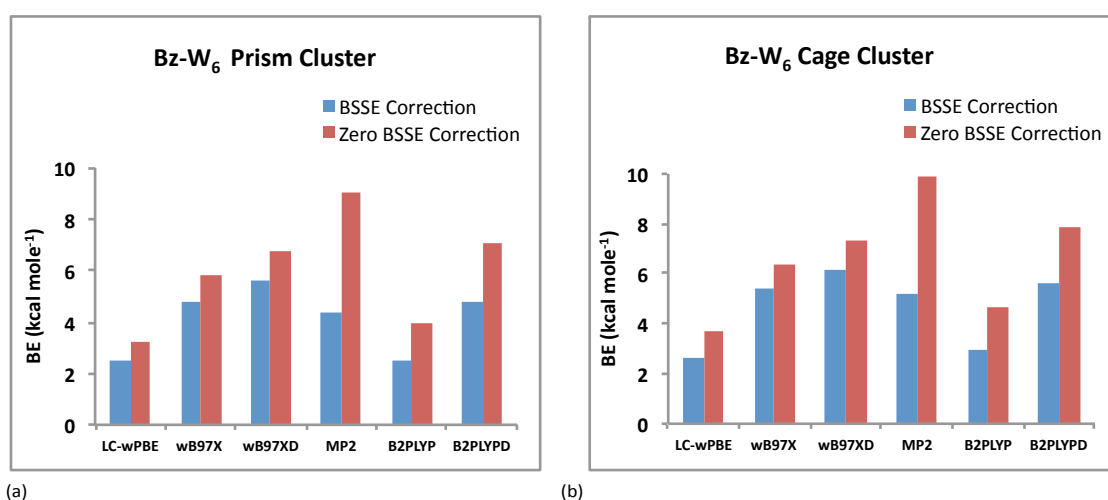 Bz-W6 Prism Cluster
BSSE Correction
Zero BSSE Correction
10
8
6
4
2
0
BE (kcal mole-1)
LC-wPBE wB97X wB97XD MP2 B2PLYP B2PLYPD
(a)
Bz-W6 Cage Cluster
BSSE Correction
Zero BSSE Correction
10
8
6
4
2
0
BE (kcal mole-1)
LC-wPBE wB97X wB97XD MP2 B2PLYP B2PLYPD
(b)